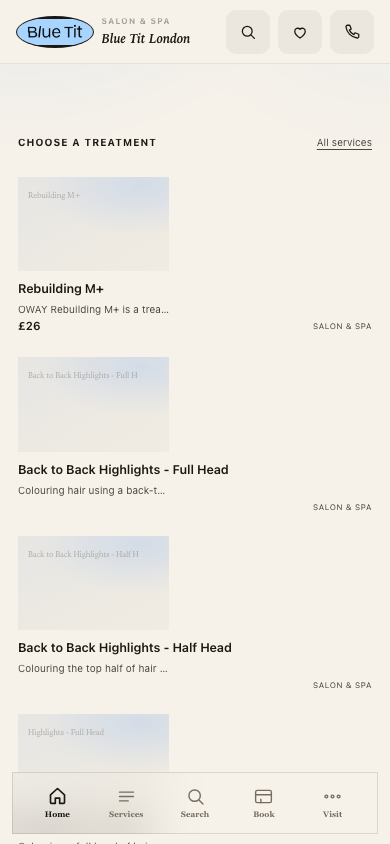 Blue Tit
SALON & SPA
Blue Tit London
CHOOSE A TREATMENT
All services
Rebuilding M+
Rebuilding M+
OWAY Rebuilding M+ is a trea...
£26
SALON & SPA
Back to Back Highlights - Full H
Back to Back Highlights - Full Head
Colouring hair using a back-t...
SALON & SPA
Back to Back Highlights - Half H
Back to Back Highlights - Half Head
Colouring the top half of hair ...
SALON & SPA
Highlights - Full Head
Home
Services
Search
Book
Visit